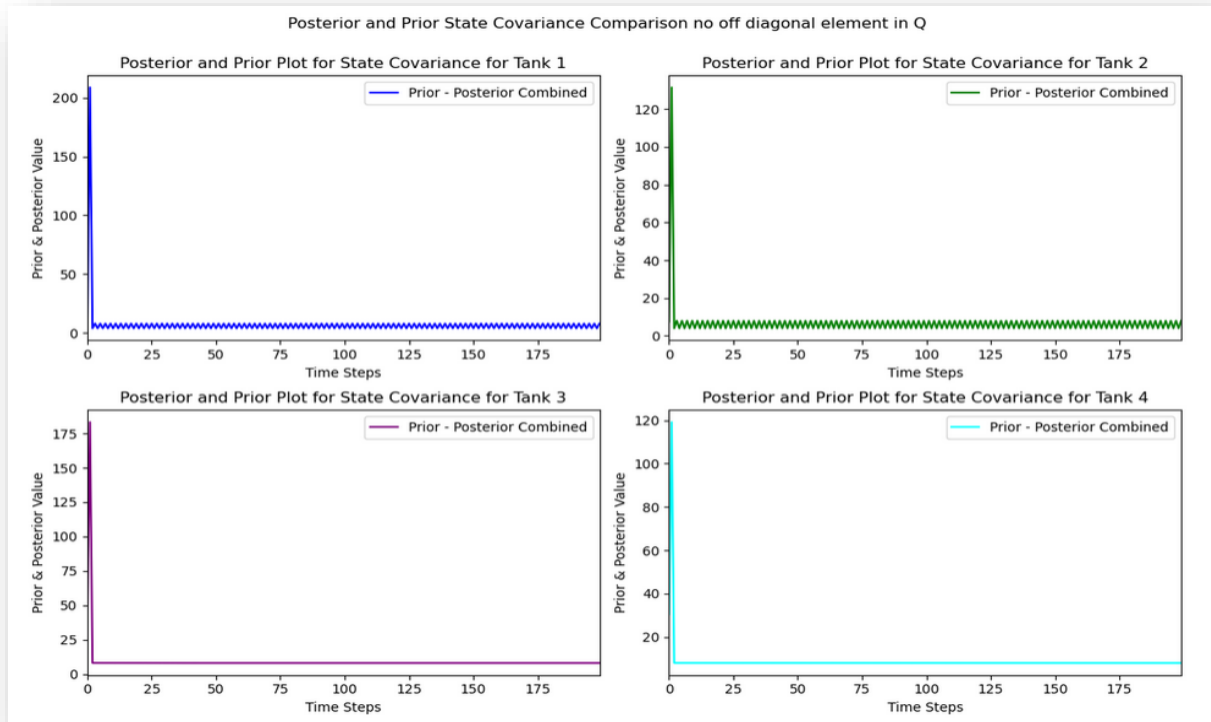 Posterior and Prior State Covariance Comparison no off diagonal element in Q
Posterior and Prior Plot for State Covariance for Tank 1
Prior - Posterior Combined
Prior & Posterior Value
200
150
100
50
0
0 25 50 75 100 125 150 175
Time Steps
Posterior and Prior Plot for State Covariance for Tank 2
Prior - Posterior Combined
Prior & Posterior Value
120
100
80
60
40
20
0
0 25 50 75 100 125 150 175
Time Steps
Posterior and Prior Plot for State Covariance for Tank 3
Prior - Posterior Combined
Prior & Posterior Value
175
150
125
100
75
50
25
0
0 25 50 75 100 125 150 175
Time Steps
Posterior and Prior Plot for State Covariance for Tank 4
Prior - Posterior Combined
Prior & Posterior Value
120
100
80
60
40
20
0 25 50 75 100 125 150 175
Time Steps